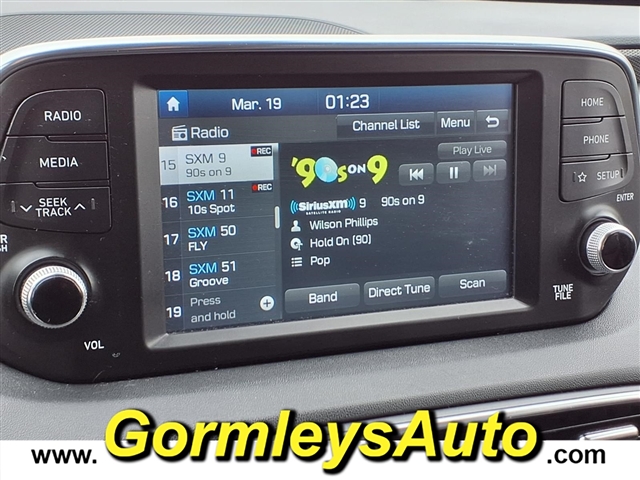 Mar. 19 01:23
Radio Channel List Menu
15 SXM 9 REC
90s on 9
'90s ON 9
Play Live
16 SXM 11 REC
10s Spot
((SiriusXM)) 9 90s on 9
SATELLITE RADIO
17 SXM 50
FLY
Wilson Phillips
Hold On (90)
Pop
18 SXM 51
Groove
19 Press
and hold
Band Direct Tune Scan
RADIO
MEDIA
SEEK
TRACK
VOL
HOME
PHONE
SETUP
ENTER
TUNE
FILE
www.GormleysAuto.com